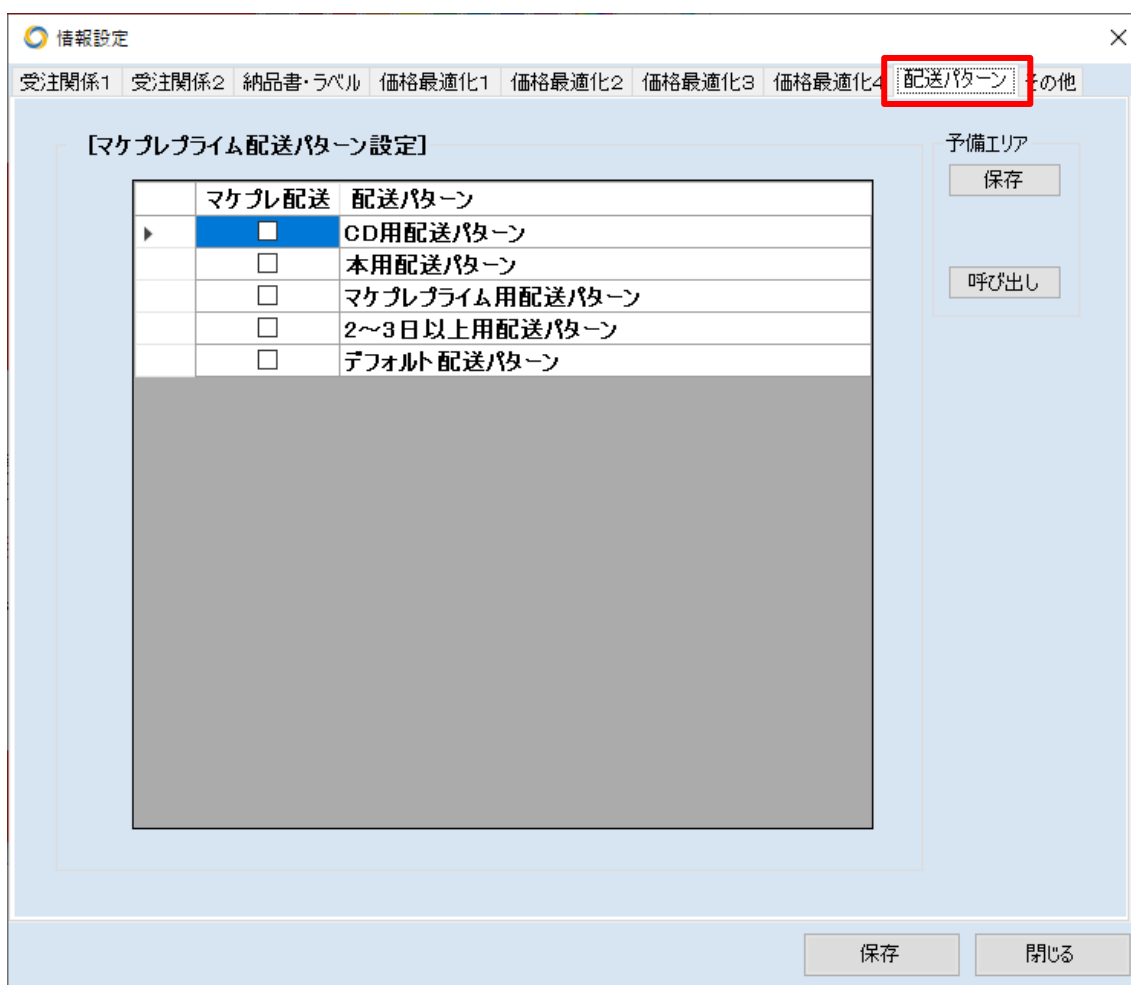 情報設定
受注関係1 受注関係2 納品書・ラベル 価格最適化1 価格最適化2 価格最適化3 価格最適化4 配送パターン その他
[マケプレプライム配送パターン設定]
予備エリア
保存
呼び出し
マケプレ配送 配送パターン
CD用配送パターン
本用配送パターン
マケプレプライム用配送パターン
2～3日以上用配送パターン
デフォルト配送パターン
保存 閉じる